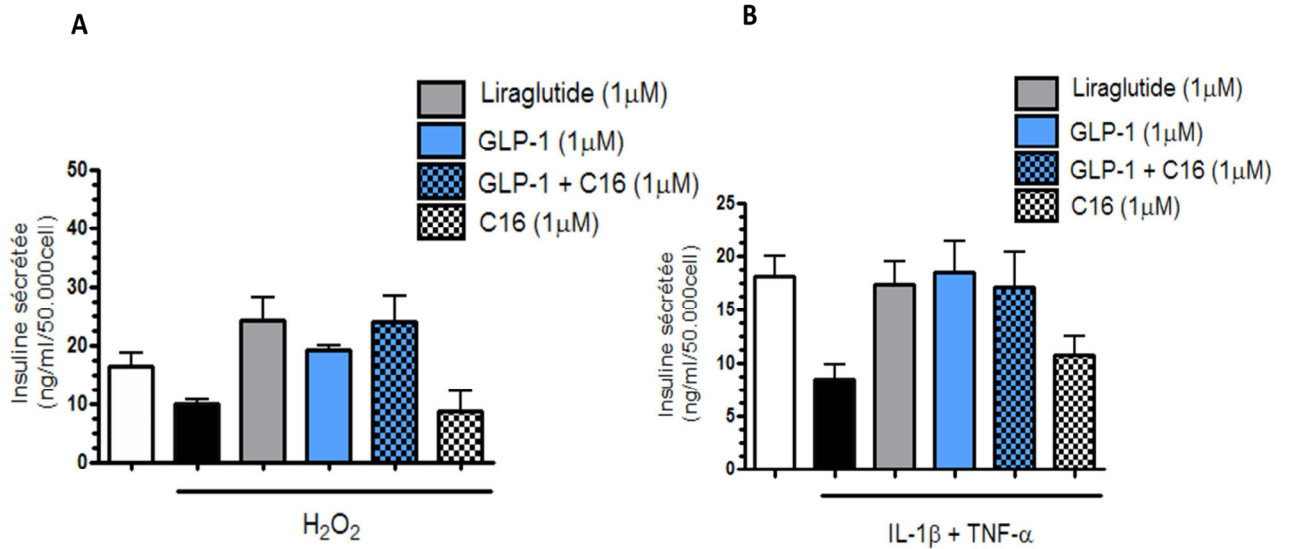 A
Liraglutide (1μM)
GLP-1 (1μM)
GLP-1 + C16 (1μM)
C16 (1μM)
Insuline sécrétée
(ng/ml/50.000cell)
50
40
30
20
10
0
H₂O₂
B
Liraglutide (1μM)
GLP-1 (1μM)
GLP-1 + C16 (1μM)
C16 (1μM)
Insuline sécrétée
(ng/ml/50.000cell)
25
20
15
10
5
0
IL-1β + TNF-α